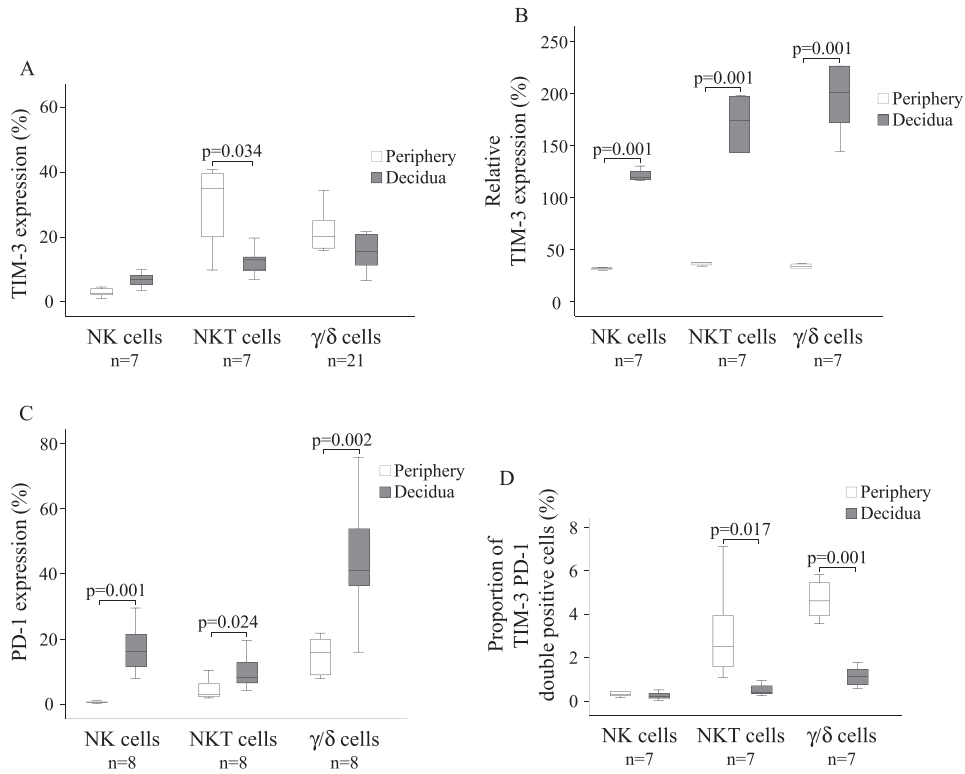 A
TIM-3 expression (%)
60
40
20
0
p=0.034
Periphery
Decidua
NK cells
n=7
NKT cells
n=7
γ/δ cells
n=21
B
Relative
TIM-3 expression (%)
250
200
150
100
50
0
p=0.001
p=0.001
p=0.001
Periphery
Decidua
NK cells
n=7
NKT cells
n=7
γ/δ cells
n=7
C
PD-1 expression (%)
80
60
40
20
0
p=0.001
p=0.024
p=0.002
Periphery
Decidua
NK cells
n=8
NKT cells
n=8
γ/δ cells
n=8
D
Proportion of
TIM-3 PD-1
double positive cells (%)
8
6
4
2
0
p=0.017
p=0.001
Periphery
Decidua
NK cells
n=7
NKT cells
n=7
γ/δ cells
n=7